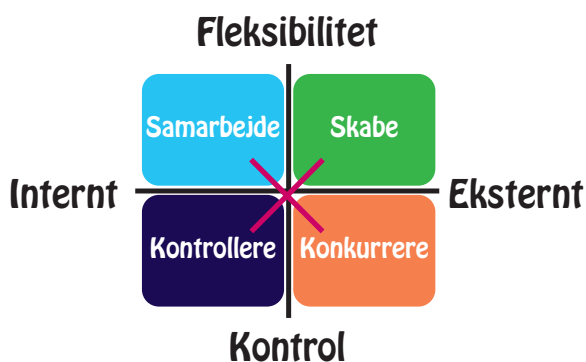 Fleksibilitet
Samarbejde
Skabe
Internt
Eksternt
Kontrollere
Konkurrere
Kontrol